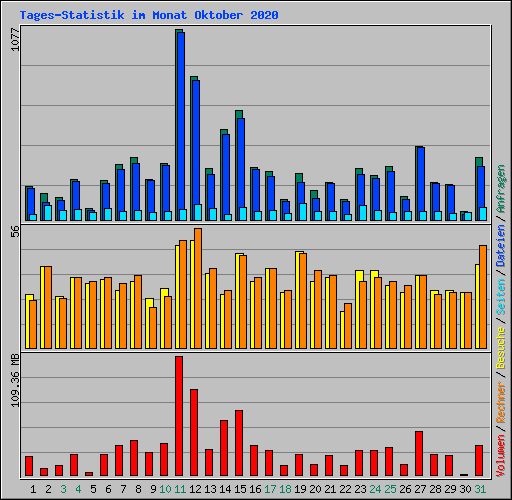 Tages-Statistik im Monat Oktober 2020
1077
56
109.36 MB
Volumen / Rechner / Besuche / Seiten / Dateien / Anfragen
1 2 3 4 5 6 7 8 9 10 11 12 13 14 15 16 17 18 19 20 21 22 23 24 25 26 27 28 29 30 31